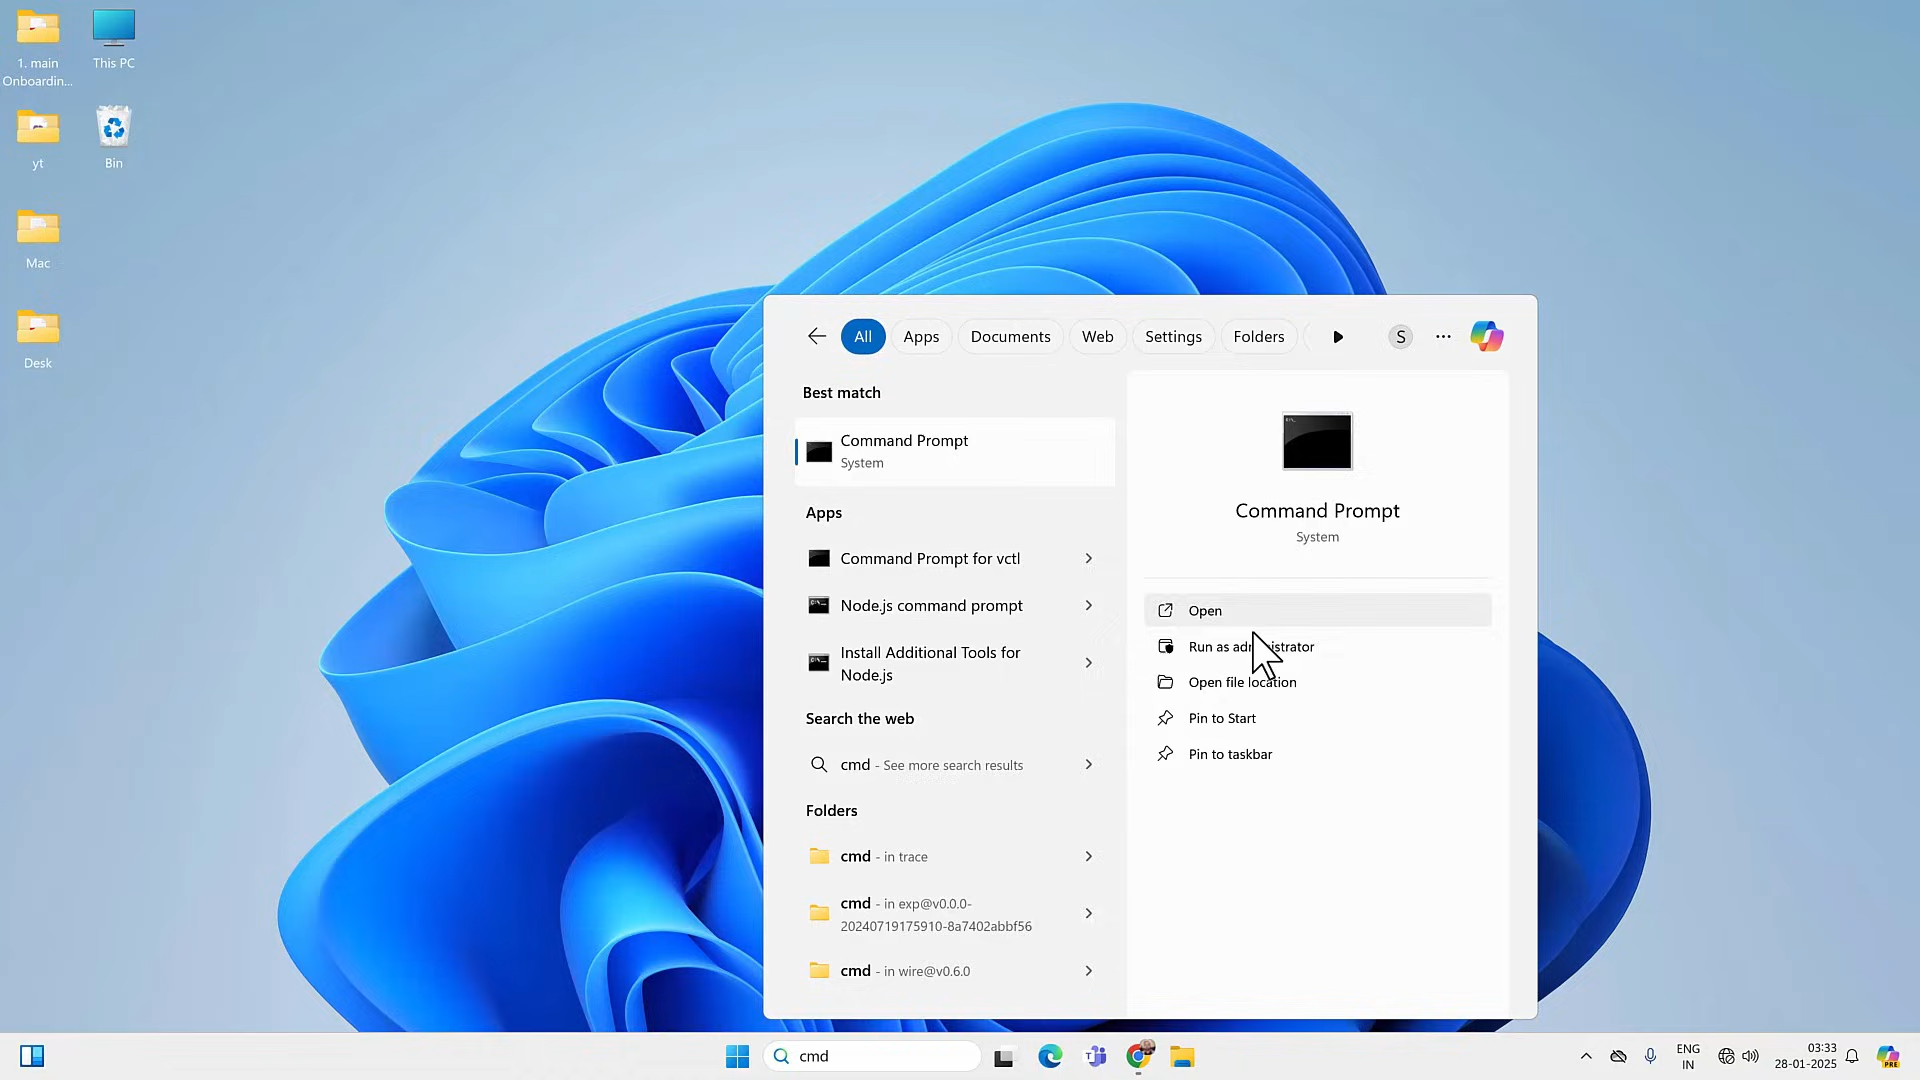 1. main
Onboardin...
This PC
yt
Bin
Mac
Desk
All
Apps
Documents
Web
Settings
Folders
S
Best match
Command Prompt
System
Apps
Command Prompt for vctl
Node.js command prompt
Install Additional Tools for
Node.js
Search the web
cmd - See more search results
Folders
cmd - in trace
cmd - in exp@v0.0.0-
20240719175910-8a7402abbf56
cmd - in wire@v0.6.0
Command Prompt
System
Open
Run as administrator
Open file location
Pin to Start
Pin to taskbar
cmd
ENG
IN
03:33
28-01-2025
PRE